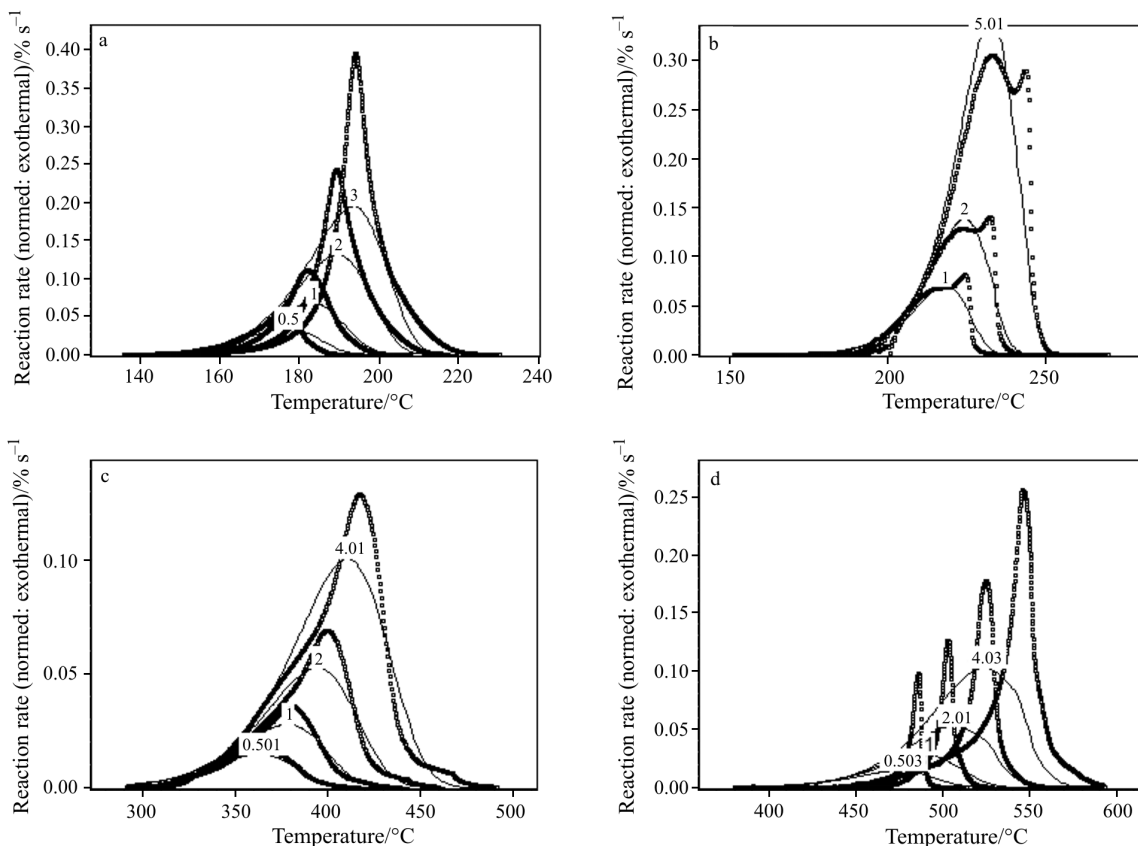 a
Reaction rate (normed: exothermal)/% s⁻¹
0.40
0.35
0.30
0.25
0.20
0.15
0.10
0.05
0.00
3
2
1
0.5
140 160 180 200 220 240
Temperature/°C
b
Reaction rate (normed: exothermal)/% s⁻¹
0.30
0.25
0.20
0.15
0.10
0.05
0.00
5.01
2
1
150 200 250
Temperature/°C
c
Reaction rate (normed: exothermal)/% s⁻¹
0.10
0.05
0.00
4.01
2
1
0.501
300 350 400 450 500
Temperature/°C
d
Reaction rate (normed: exothermal)/% s⁻¹
0.25
0.20
0.15
0.10
0.05
0.00
4.03
2.01
1
0.503
400 450 500 550 600
Temperature/°C